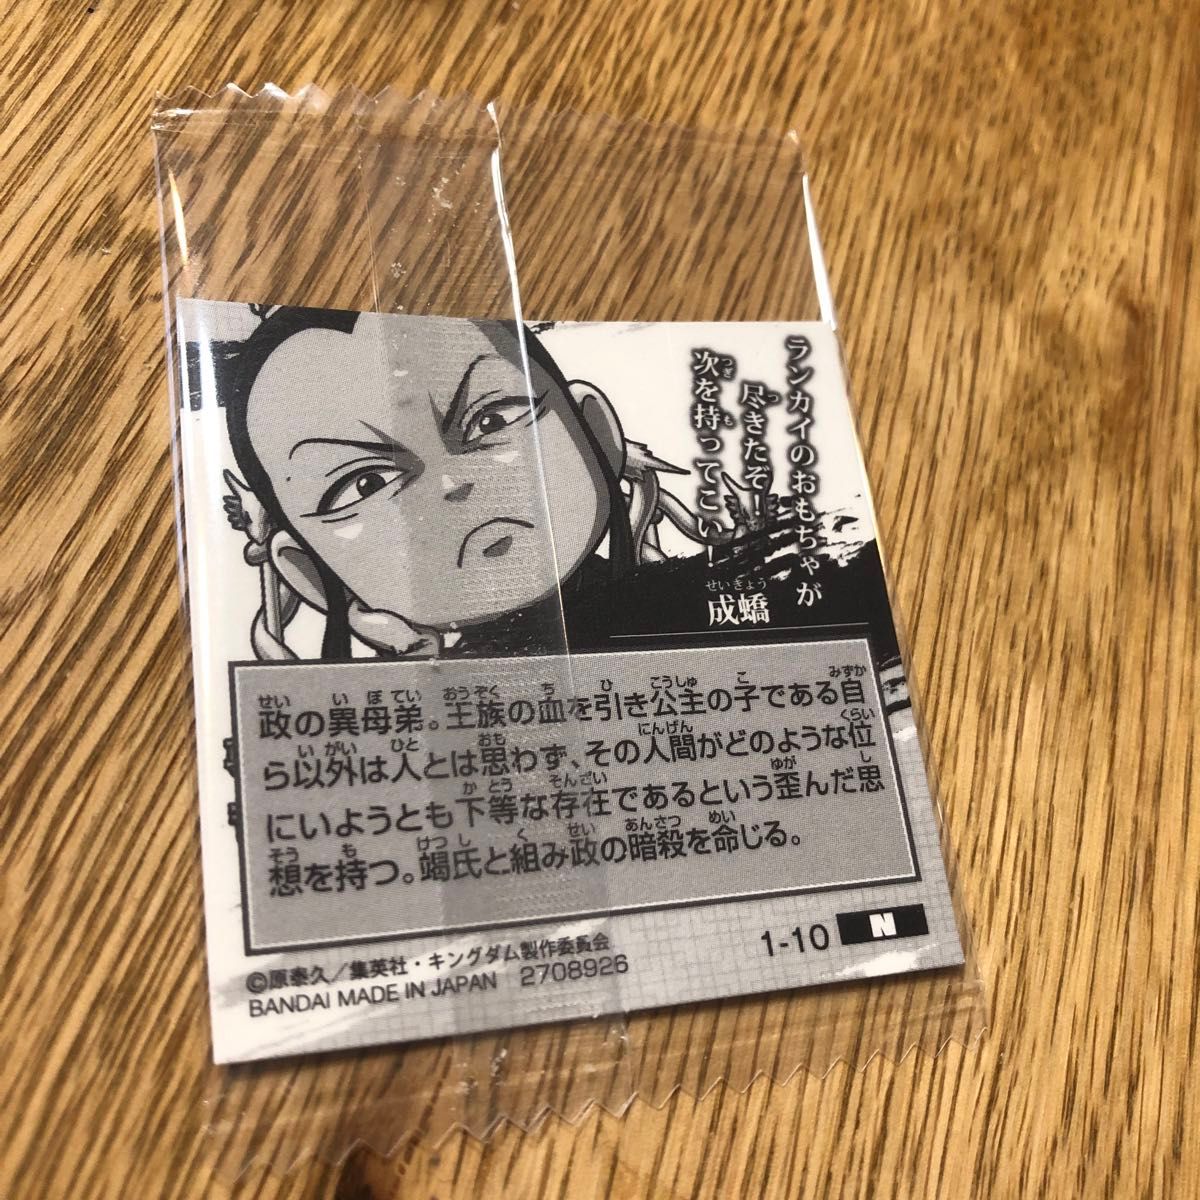 ランカイのおもちゃが
尽きたぞ!
次を持ってこい!
成蟜
政の異母弟。王族の血を引き公主の子である自
ら以外は人とは思わず、その人間がどのような位
にいようとも下等な存在であるという歪んだ思
想を持つ。竭氏と組み政の暗殺を命じる。
1-10 N
©原泰久/集英社・キングダム製作委員会
BANDAI MADE IN JAPAN 2708926